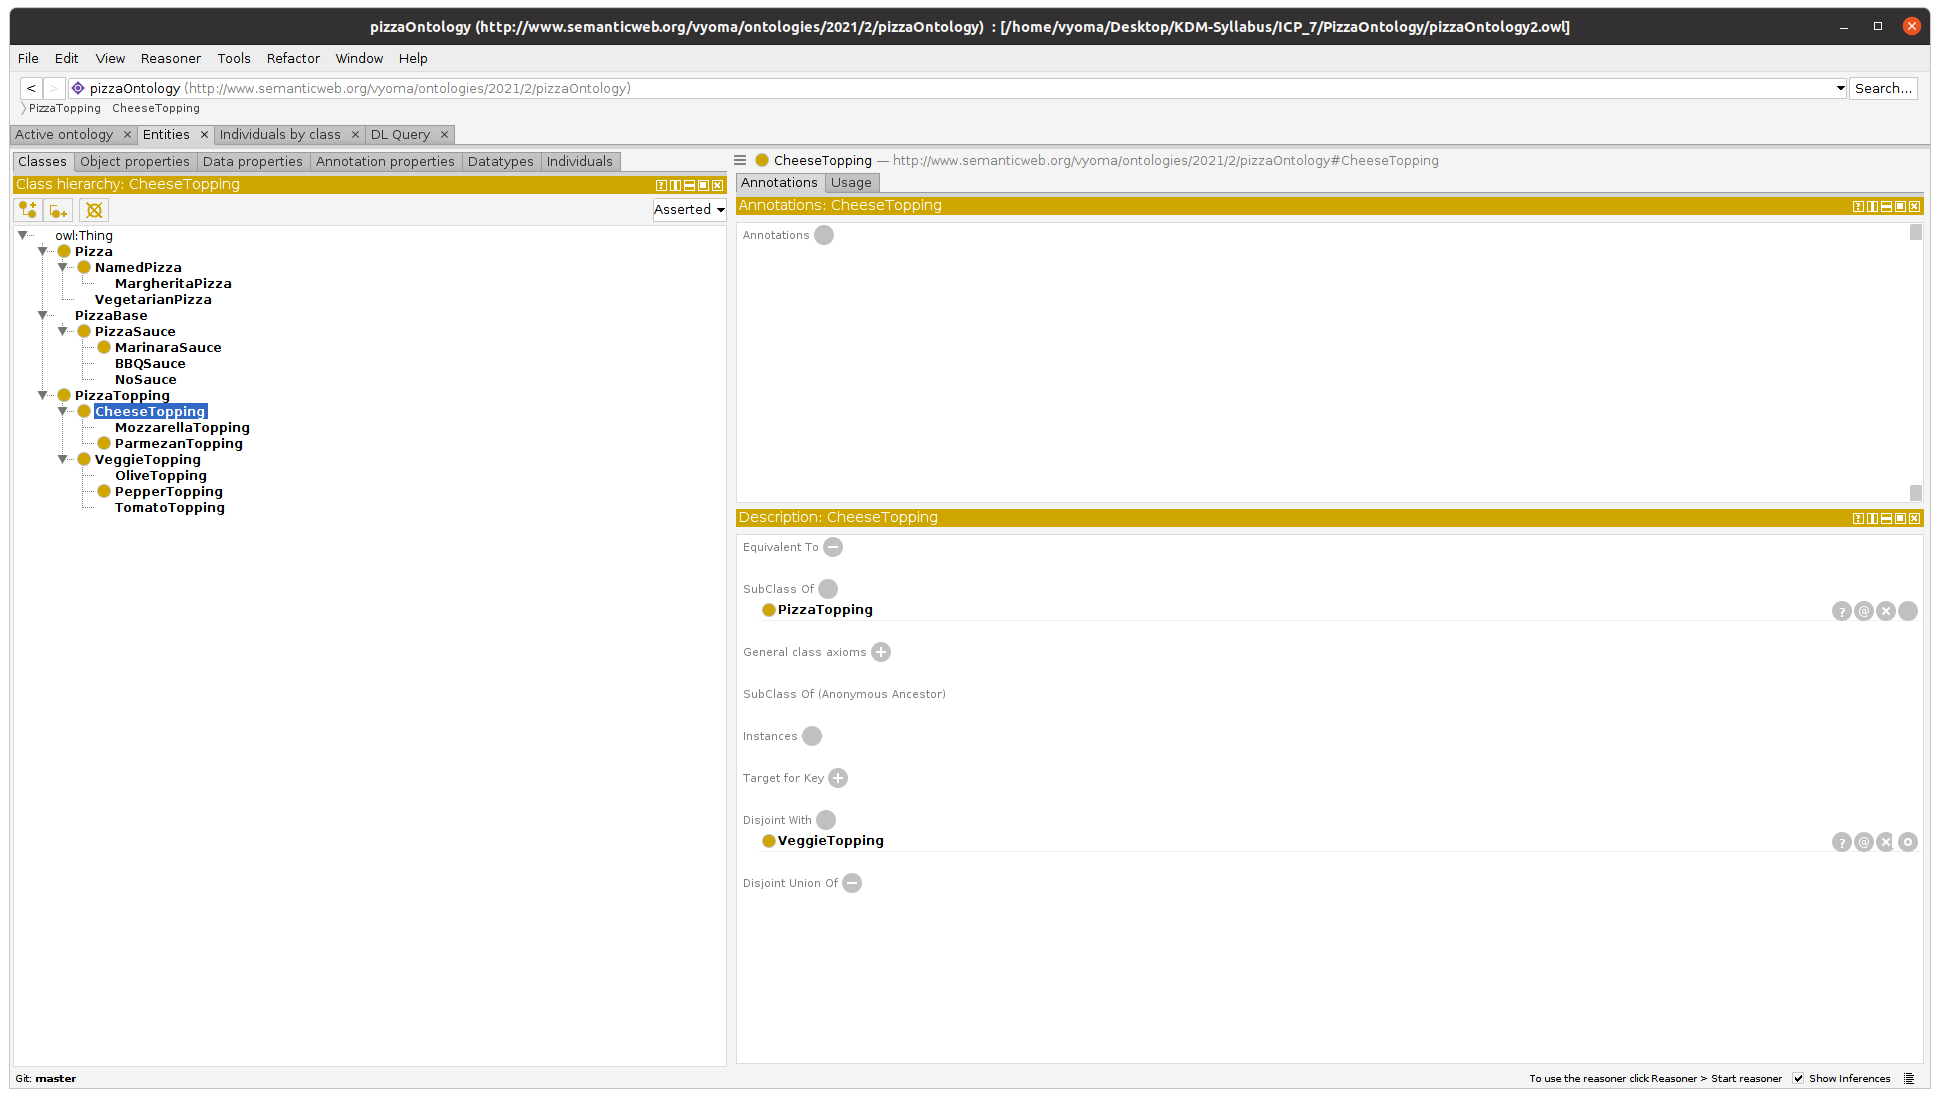 pizzaOntology (http://www.semanticweb.org/vyoma/ontologies/2021/2/pizzaOntology) : [/home/vyoma/Desktop/KDM-Syllabus/ICP_7/PizzaOntology/pizzaOntology2.owl]
File Edit View Reasoner Tools Refactor Window Help
< > pizzaOntology (http://www.semanticweb.org/vyoma/ontologies/2021/2/pizzaOntology) Search...
PizzaTopping CheeseTopping
Active ontology × Entities × Individuals by class × DL Query ×
Classes Object properties Data properties Annotation properties Datatypes Individuals
Class hierarchy: CheeseTopping
Asserted
owl:Thing
Pizza
NamedPizza
MargheritaPizza
VegetarianPizza
PizzaBase
PizzaSauce
MarinaraSauce
BBQSauce
NoSauce
PizzaTopping
CheeseTopping
MozzarellaTopping
ParmezanTopping
VeggieTopping
OliveTopping
PepperTopping
TomatoTopping
CheeseTopping — http://www.semanticweb.org/vyoma/ontologies/2021/2/pizzaOntology#CheeseTopping
Annotations Usage
Annotations: CheeseTopping
Annotations
Description: CheeseTopping
Equivalent To
SubClass Of
PizzaTopping
General class axioms
SubClass Of (Anonymous Ancestor)
Instances
Target for Key
Disjoint With
VeggieTopping
Disjoint Union Of
Git: master
To use the reasoner click Reasoner > Start reasoner Show Inferences